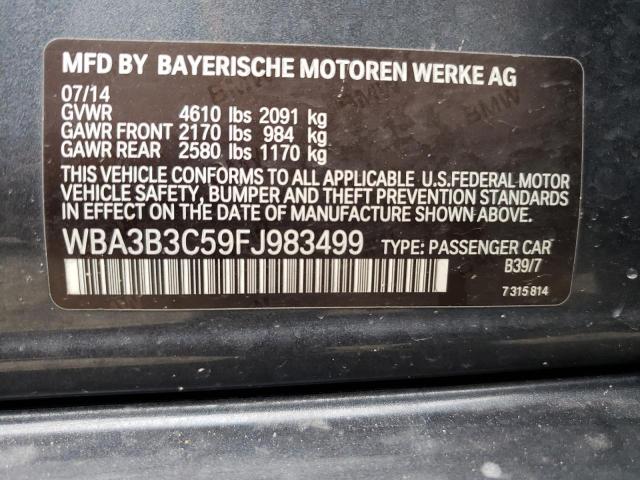 MFD BY BAYERISCHE MOTOREN WERKE AG
07/14
GVWR 4610 lbs 2091 kg
GAWR FRONT 2170 lbs 984 kg
GAWR REAR 2580 lbs 1170 kg
THIS VEHICLE CONFORMS TO ALL APPLICABLE U.S.FEDERAL MOTOR
VEHICLE SAFETY, BUMPER AND THEFT PREVENTION STANDARDS
IN EFFECT ON THE DATE OF MANUFACTURE SHOWN ABOVE.
WBA3B3C59FJ983499 TYPE: PASSENGER CAR
B39/7
7 315 814